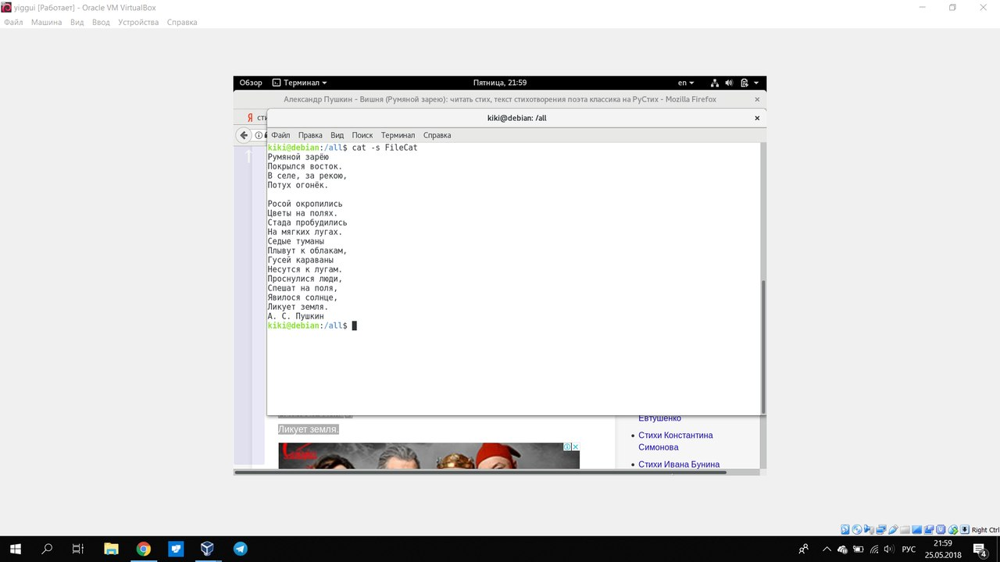 yiggui [Работает] - Oracle VM VirtualBox
Файл Машина Вид Ввод Устройства Справка
Обзор Терминал Пятница, 21:59 en
Александр Пушкин - Вишня (Румяной зарею): читать стих, текст стихотворения поэта классика на РуСтих - Mozilla Firefox
kiki@debian: /all
Файл Правка Вид Поиск Терминал Справка
kiki@debian:/all$ cat -s FileCat
Румяной зарёю
Покрылся восток.
В селе, за рекою,
Потух огонёк.
Росой окропились
Цветы на полях.
Стада пробудились
На мягких лугах.
Седые туманы
Плывут к облакам,
Гусей караваны
Несутся к лугам.
Проснулися люди,
Спешат на поля,
Явилося солнце,
Ликует земля.
А. С. Пушкин
kiki@debian:/all$
Евтушенко
Ликует земля.
• Стихи Константина
Симонова
• Стихи Ивана Бунина
Right Ctrl
РУС
21:59
25.05.2018
4